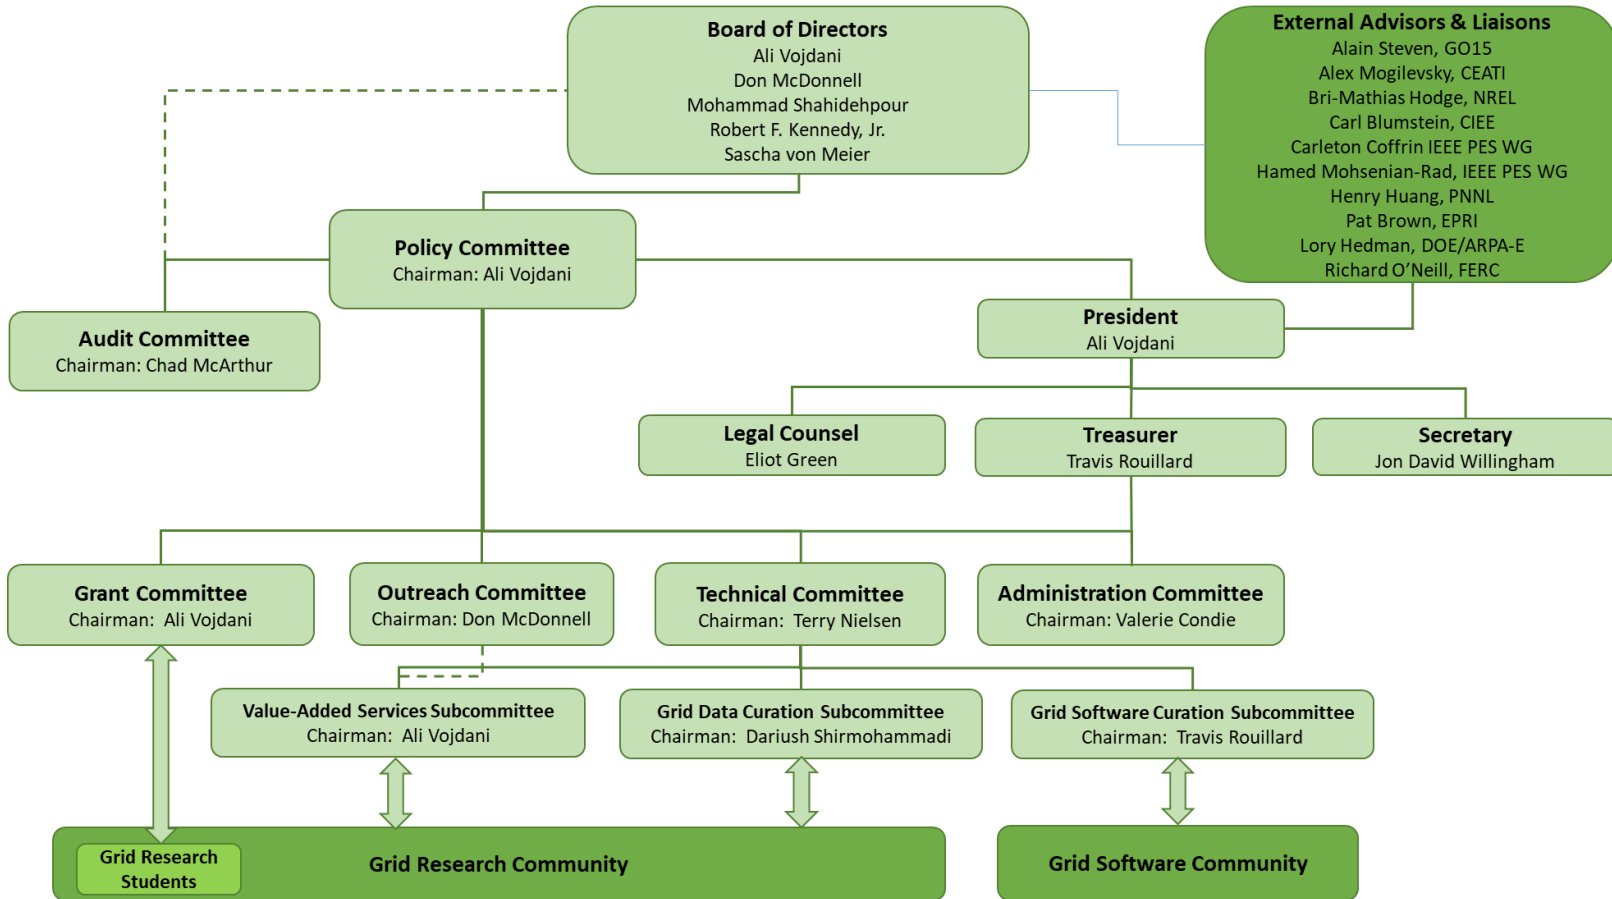 Board of Directors
Ali Vojdani
Don McDonnell
Mohammad Shahidehpour
Robert F. Kennedy, Jr.
Sascha von Meier
External Advisors & Liaisons
Alain Steven, GO15
Alex Mogilevsky, CEATI
Bri-Mathias Hodge, NREL
Carl Blumstein, CIEE
Carleton Coffrin IEEE PES WG
Hamed Mohsenian-Rad, IEEE PES WG
Henry Huang, PNNL
Pat Brown, EPRI
Lory Hedman, DOE/ARPA-E
Richard O’Neill, FERC
Policy Committee
Chairman: Ali Vojdani
Audit Committee
Chairman: Chad McArthur
President
Ali Vojdani
Legal Counsel
Eliot Green
Treasurer
Travis Rouillard
Secretary
Jon David Willingham
Grant Committee
Chairman:  Ali Vojdani
Outreach Committee
Chairman: Don McDonnell
Technical Committee
Chairman:  Terry Nielsen
Administration Committee
Chairman: Valerie Condie
Value-Added Services Subcommittee
Chairman:  Ali Vojdani
Grid Data Curation Subcommittee
Chairman:  Dariush Shirmohammadi
Grid Software Curation Subcommittee
Chairman:  Travis Rouillard
Grid Research
Students
Grid Research Community
Grid Software Community